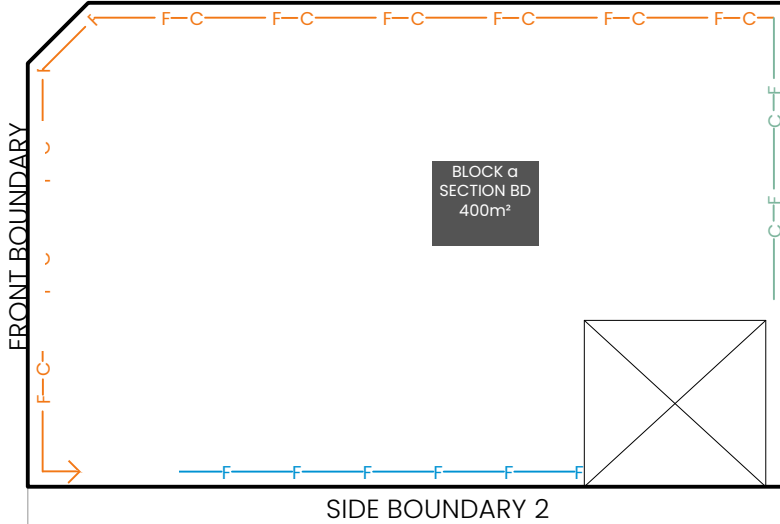 F C F C F C F C F C F C
F
C
F
C
FRONT BOUNDARY
BLOCK a
SECTION BD
400m²
C
F
F F F F F F
SIDE BOUNDARY 2